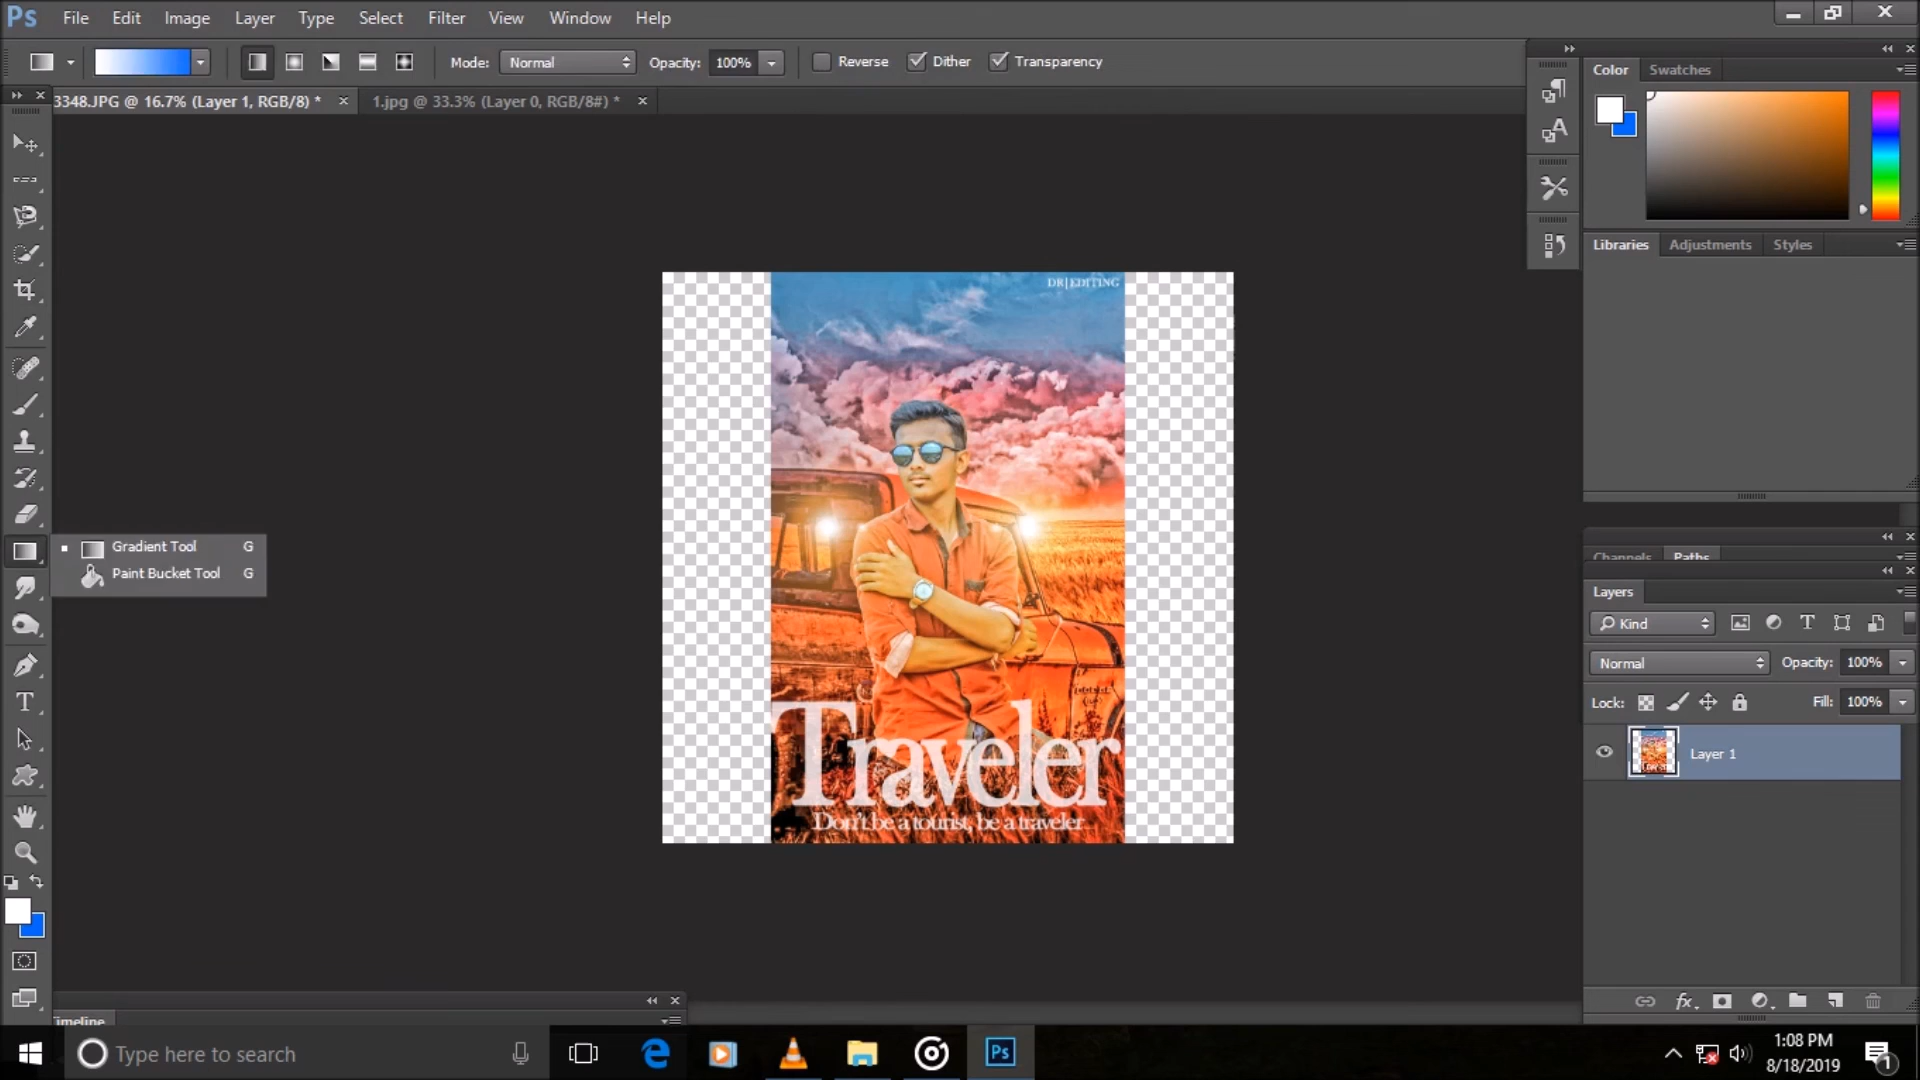 Ps File Edit Image Layer Type Select Filter View Window Help
Mode: Normal Opacity: 100% Reverse Dither Transparency
3348.JPG @ 16.7% (Layer 1, RGB/8) * 1.jpg @ 33.3% (Layer 0, RGB/8#) *
Color Swatches
Libraries Adjustments Styles
DR|EDITING
Gradient Tool G
Paint Bucket Tool G
Traveler
Don't be a tourist, be a traveler
Channels Paths
Layers
Kind
Normal Opacity: 100%
Lock: Fill: 100%
Layer 1
imeline
Type here to search
Ps
1:08 PM
8/18/2019
1